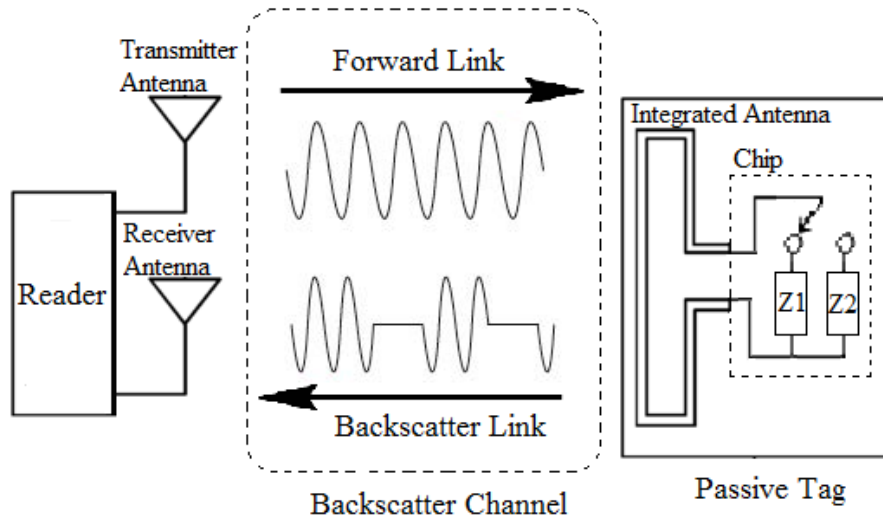 Transmitter
Antenna
Forward Link
Integrated Antenna
Chip
Receiver
Antenna
Reader
Z1
Z2
Backscatter Link
Backscatter Channel
Passive Tag